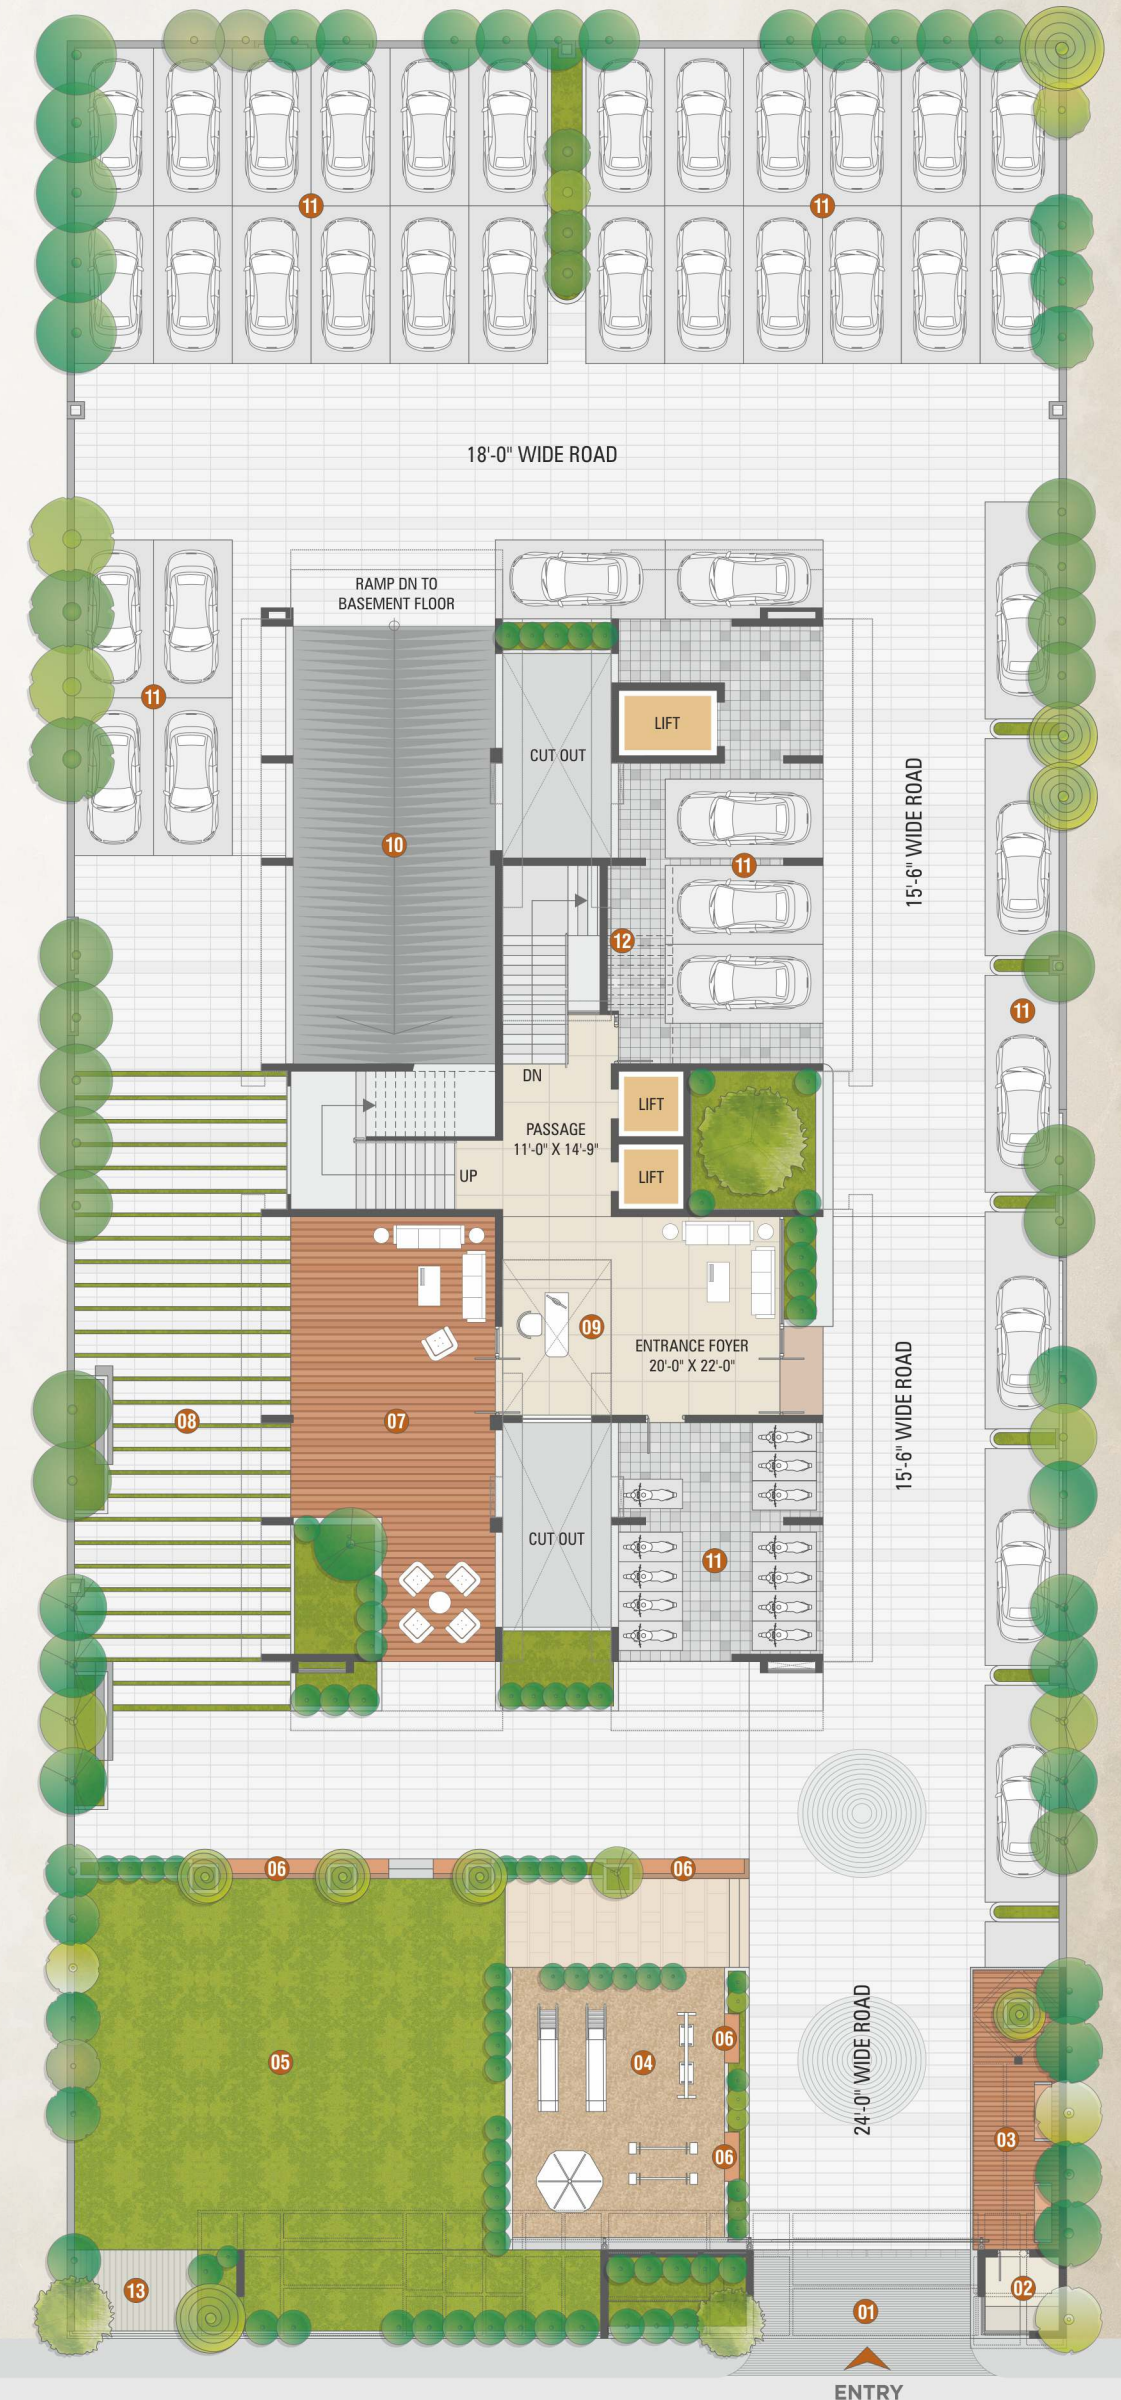 11
11
18'-0" WIDE ROAD
RAMP DN TO
BASEMENT FLOOR
11
LIFT
CUT OUT
15'-6" WIDE ROAD
10
11
12
11
DN
LIFT
PASSAGE
11'-0" X 14'-9"
UP
LIFT
09
ENTRANCE FOYER
20'-0" X 22'-0"
15'-6" WIDE ROAD
08
07
CUT OUT
11
06
06
24'-0" WIDE ROAD
05
04
06
03
06
13
02
01
ENTRY